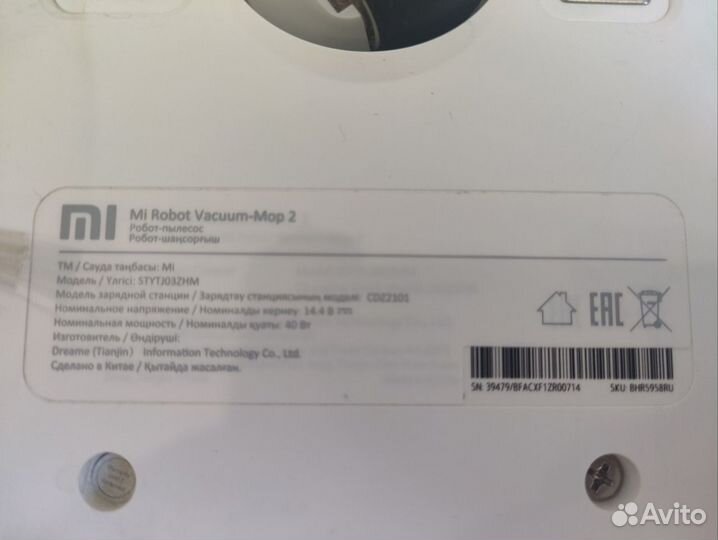 mi
Mi Robot Vacuum-Mop 2
Робот-пылесос
Робот-шаңсорғыш
ТМ / Сауда таңбасы: Mi
Модель / Үлгісі: STYTJ03ZHM
Модель зарядной станции / Зарядтау станциясының моделі: CDZ2101
Номинальное напряжение / Номиналды кернеу 14.4 В
Номинальная мощность / Номиналды қуаты: 40 Вт
Изготовитель / Өндіруші:
Dreame (Tianjin) Information Technology Co., Ltd.
Сделано в Китае / Қытайда жасалған.
EAC
SN: 39479/BFACXF1ZR00714 SKU: BHR5958RU
Avito